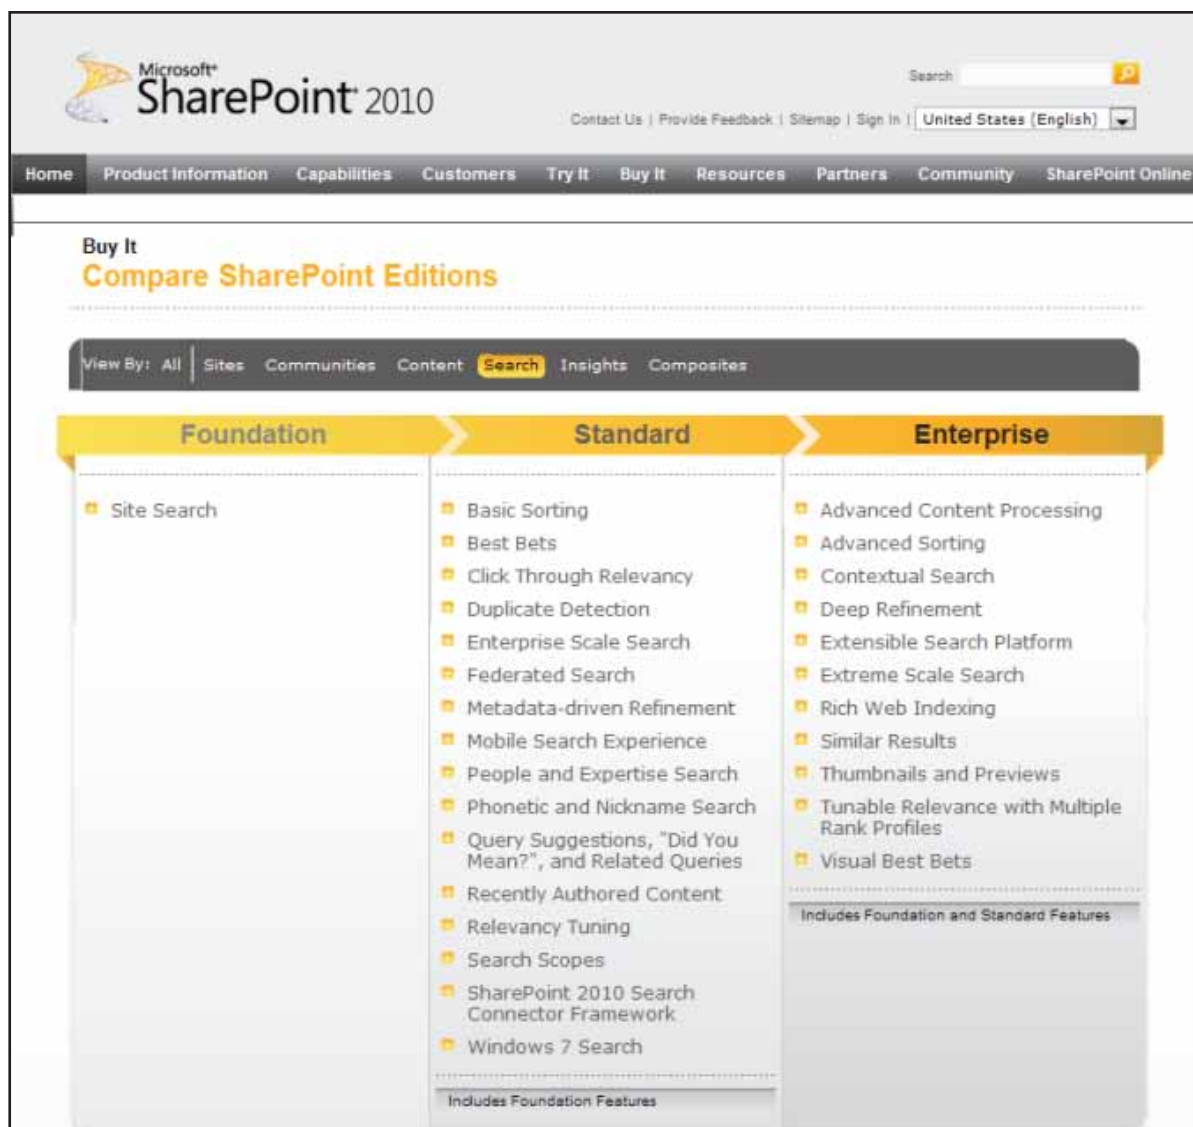 Microsoft®
SharePoint® 2010
Search
Contact Us | Provide Feedback | Sitemap | Sign In | United States (English)
Home Product Information Capabilities Customers Try It Buy It Resources Partners Community SharePoint Online
Buy It
Compare SharePoint Editions
View By: All Sites Communities Content Search Insights Composites
Foundation
Site Search
Standard
Basic Sorting
Best Bets
Click Through Relevancy
Duplicate Detection
Enterprise Scale Search
Federated Search
Metadata-driven Refinement
Mobile Search Experience
People and Expertise Search
Phonetic and Nickname Search
Query Suggestions, "Did You
Mean?", and Related Queries
Recently Authored Content
Relevancy Tuning
Search Scopes
SharePoint 2010 Search
Connector Framework
Windows 7 Search
Includes Foundation Features
Enterprise
Advanced Content Processing
Advanced Sorting
Contextual Search
Deep Refinement
Extensible Search Platform
Extreme Scale Search
Rich Web Indexing
Similar Results
Thumbnails and Previews
Tunable Relevance with Multiple
Rank Profiles
Visual Best Bets
Includes Foundation and Standard Features